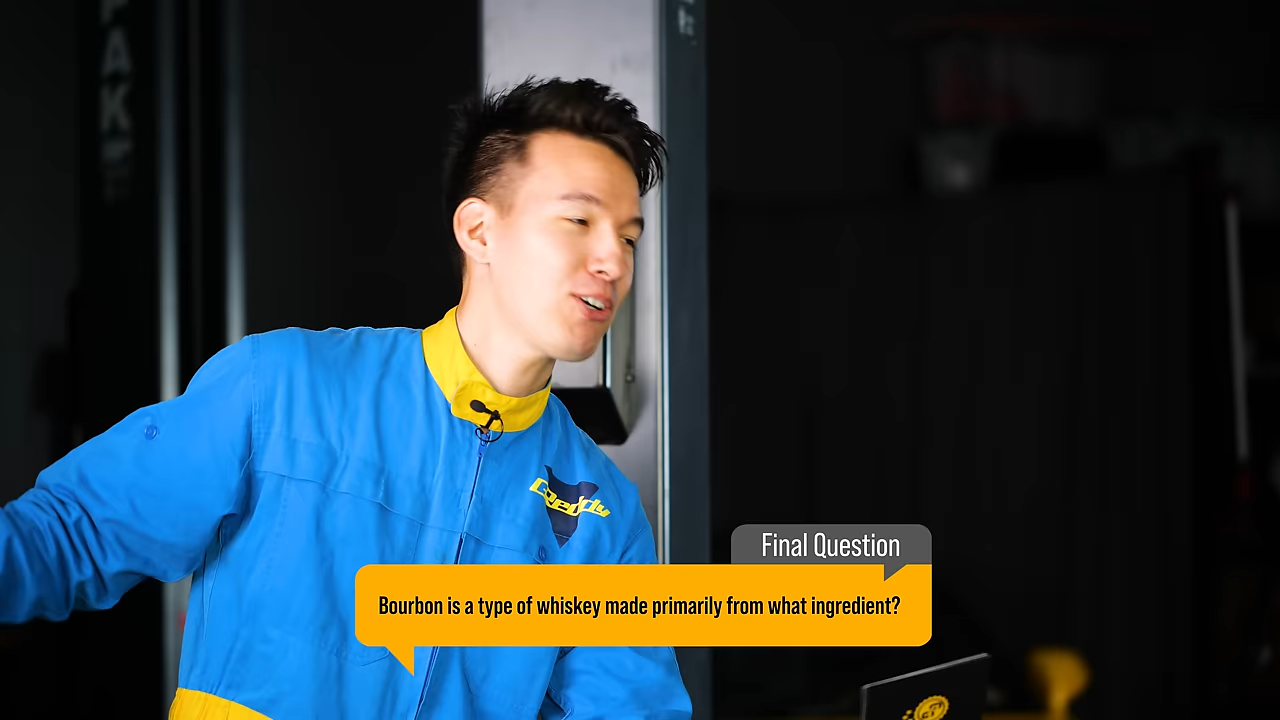 Final Question
Bourbon is a type of whiskey made primarily from what ingredient?